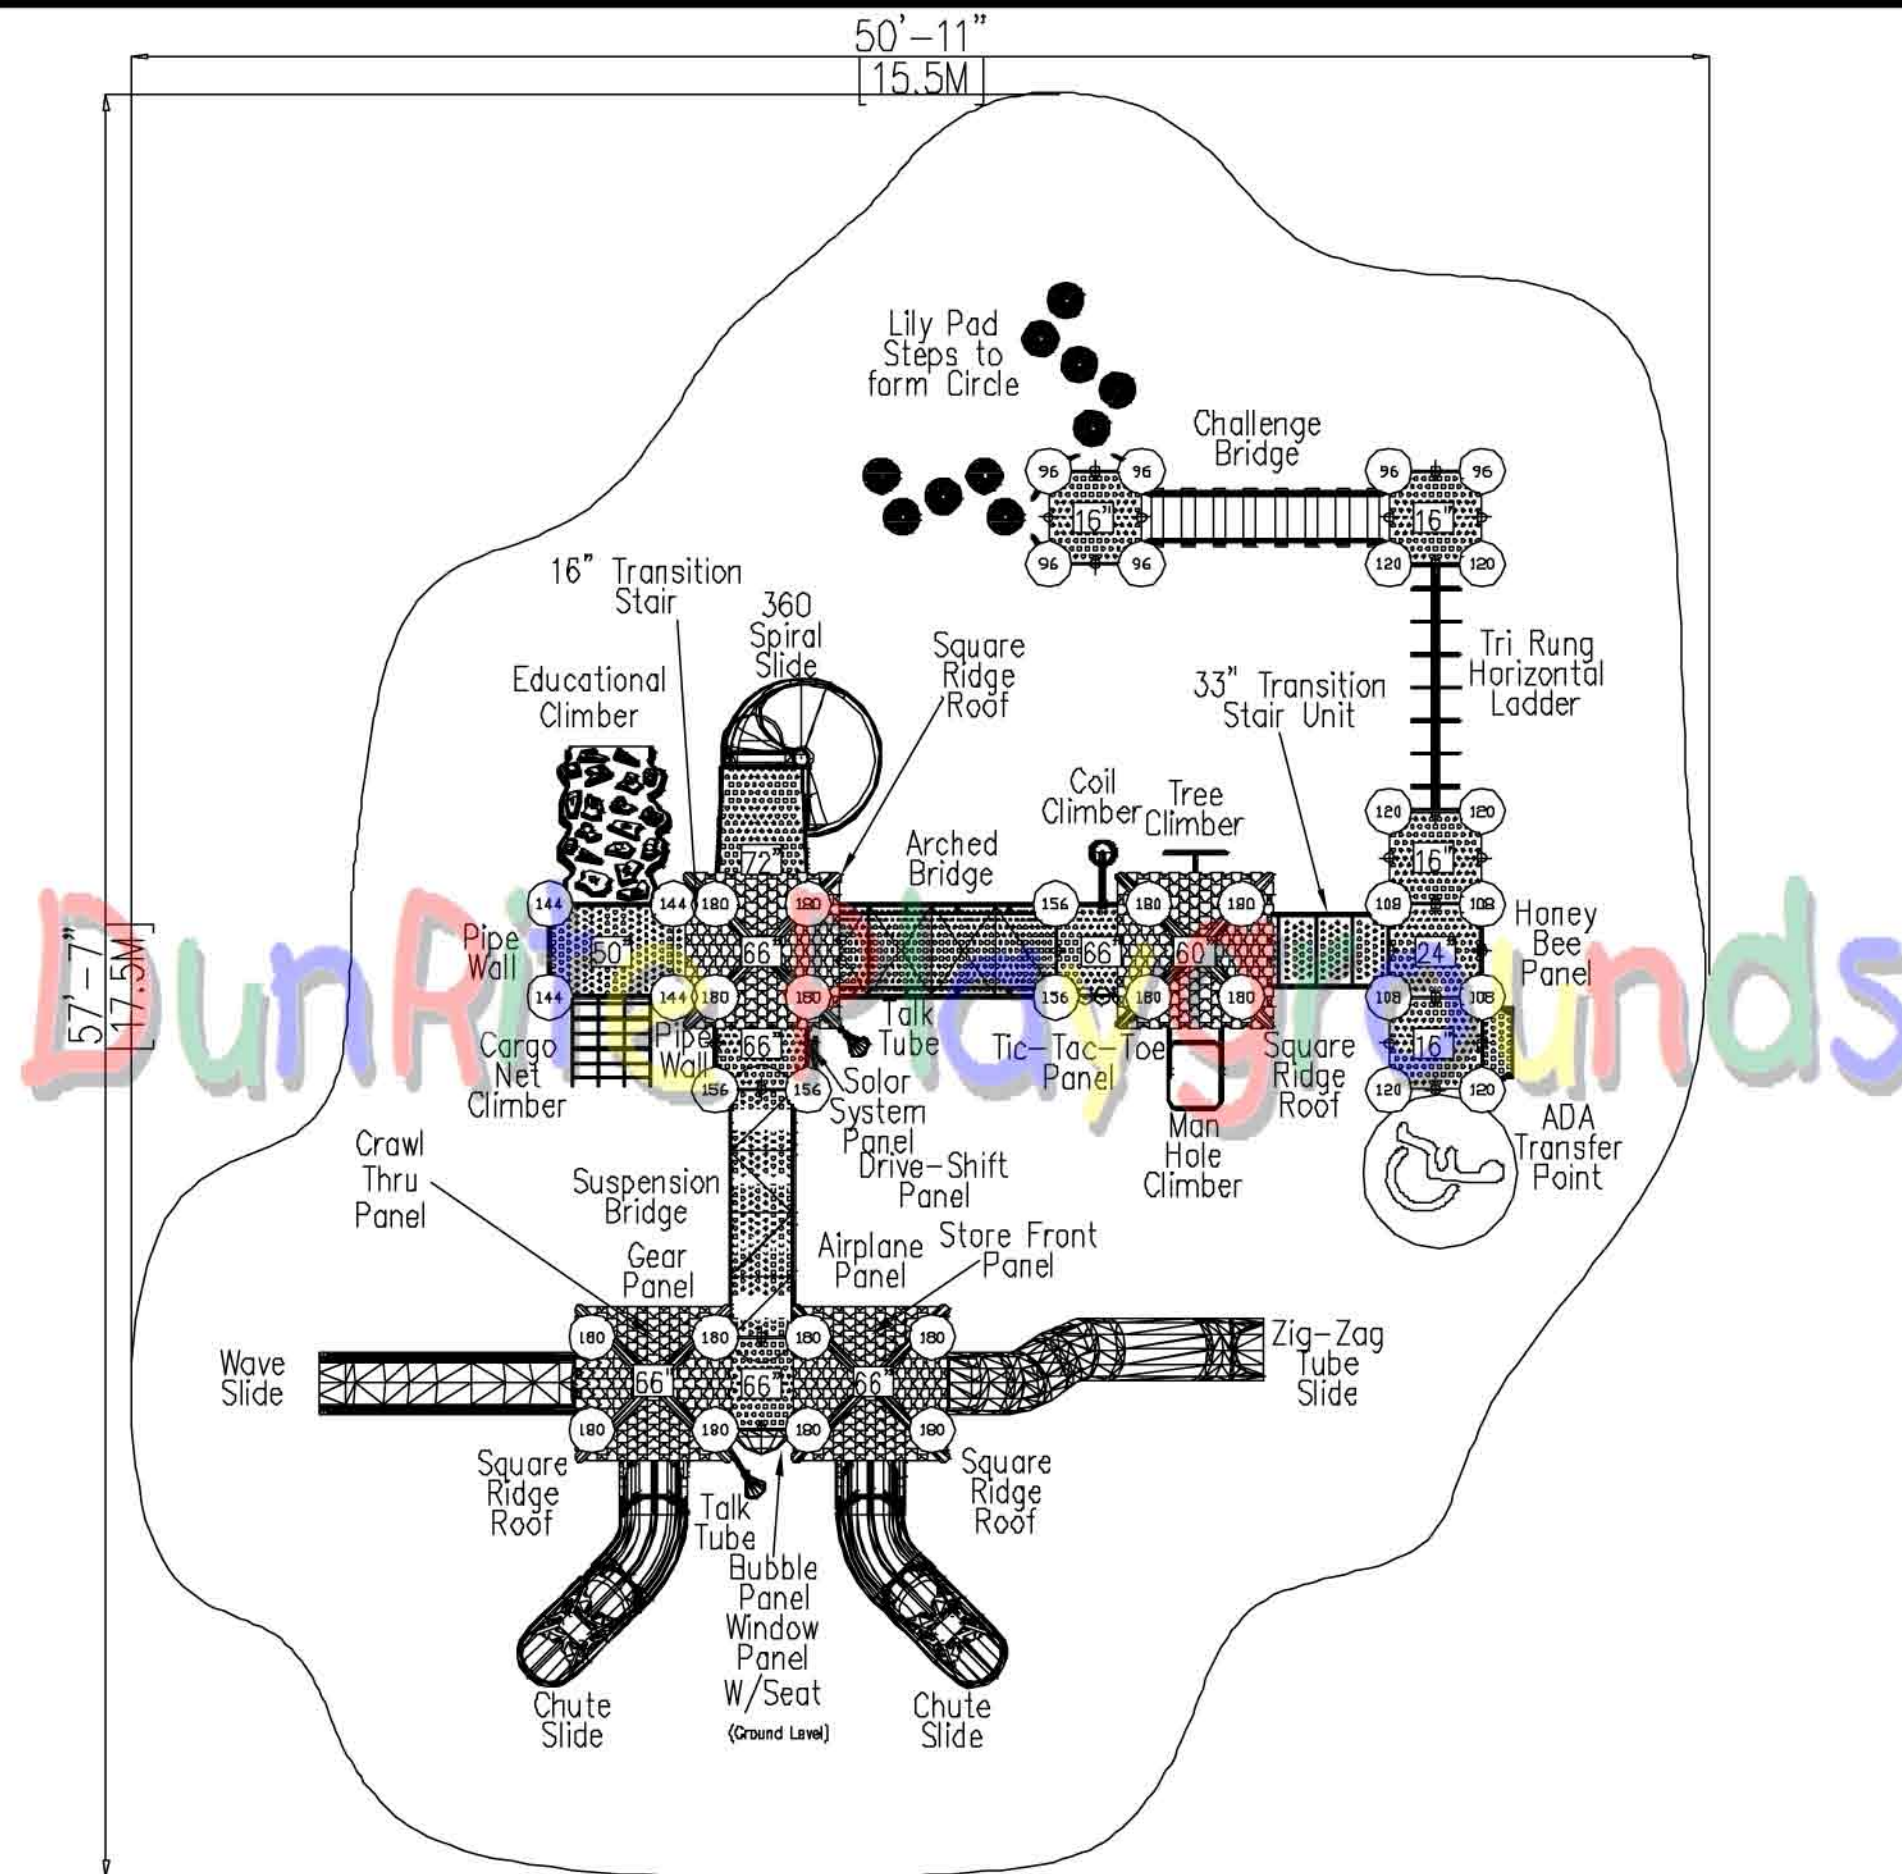 50'-11"
[15.5M]
57'-7"
[17.5M]
Lily Pad
Steps to
form Circle
Challenge
Bridge
96
96
96
96
16"
16"
96
96
96
96
120
120
16" Transition
Stair
360
Spiral
Slide
Square
Ridge
Roof
Tri Rung
Horizontal
Ladder
Educational
Climber
33" Transition
Stair Unit
Coil
Climber
Tree
Climber
120
120
Arched
Bridge
72"
16"
144
144
180
180
156
180
180
108
108
Honey
Bee
Panel
Pipe
Wall
50"
66"
66"
60"
24"
DunRite Playgrounds
144
144
180
180
156
180
180
108
108
Talk
Tube
Cargo
Net
Climber
Pipe
Wall
66"
Tic-Tac-Toe
Panel
Square
Ridge
Roof
16"
156
156
Solor
System
Panel
120
120
Man
Hole
Climber
ADA
Transfer
Point
Crawl
Thru
Panel
Drive-Shift
Panel
Suspension
Bridge
Gear
Panel
Airplane
Panel
Store Front
Panel
180
180
180
180
Zig-Zag
Tube
Slide
Wave
Slide
66"
66"
66"
180
180
180
180
Square
Ridge
Roof
Square
Ridge
Roof
Talk
Tube
Bubble
Panel
Window
Panel
W/Seat
(Ground Level)
Chute
Slide
Chute
Slide